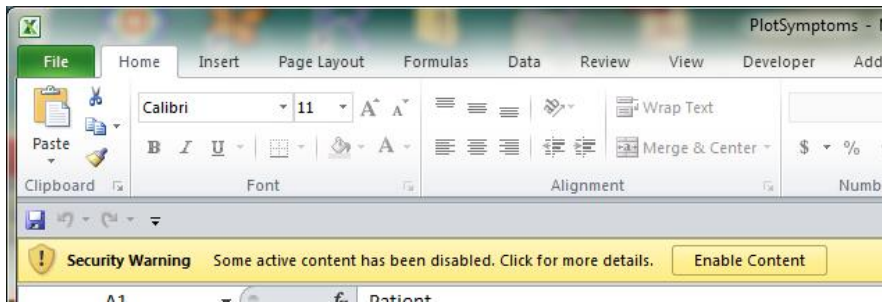 PlotSymptoms -
File Home Insert Page Layout Formulas Data Review View Developer Add
Calibri 11 A A Wrap Text
Paste B I U A Merge & Center $ %
Clipboard Font Alignment Numb
Security Warning Some active content has been disabled. Click for more details. Enable Content
A1 fx Patient